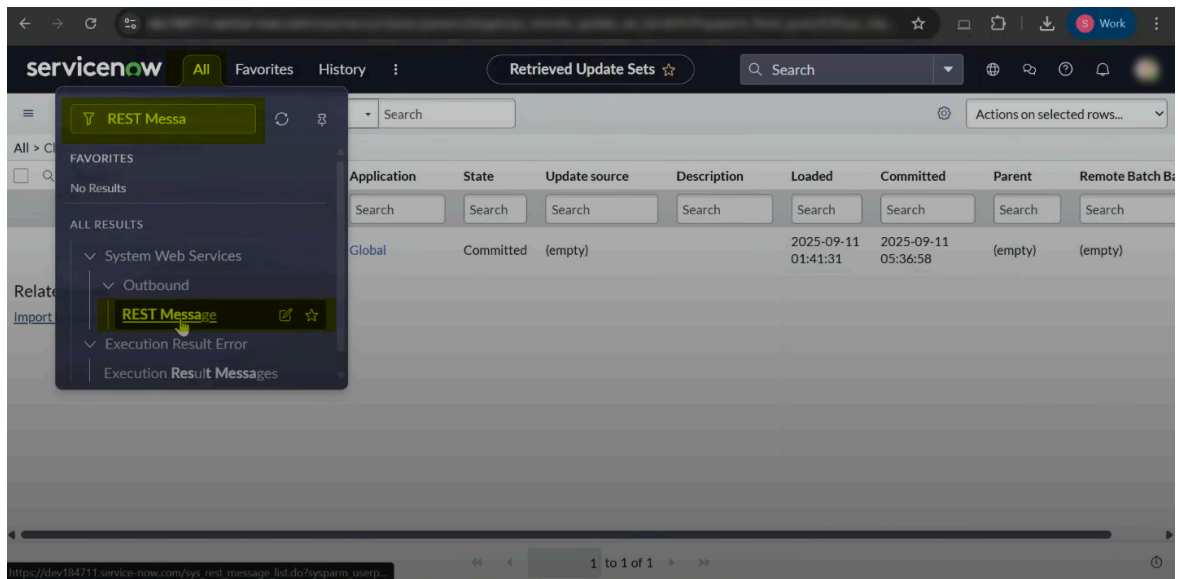 S Work
servicenow All Favorites History Retrieved Update Sets Search
REST Messa Search Actions on selected rows...
All > Cl
FAVORITES
No Results
Application State Update source Description Loaded Committed Parent Remote Batch Ba
Search Search Search Search Search Search Search Search
ALL RESULTS
System Web Services
Global Committed (empty) 2025-09-11 01:41:31 2025-09-11 05:36:58 (empty) (empty)
Outbound
Relate
Import
REST Message
Execution Result Error
Execution Result Messages
1 to 1 of 1
https://dev184711.service-now.com/sys_rest_message_list.do?sysparm_userp...